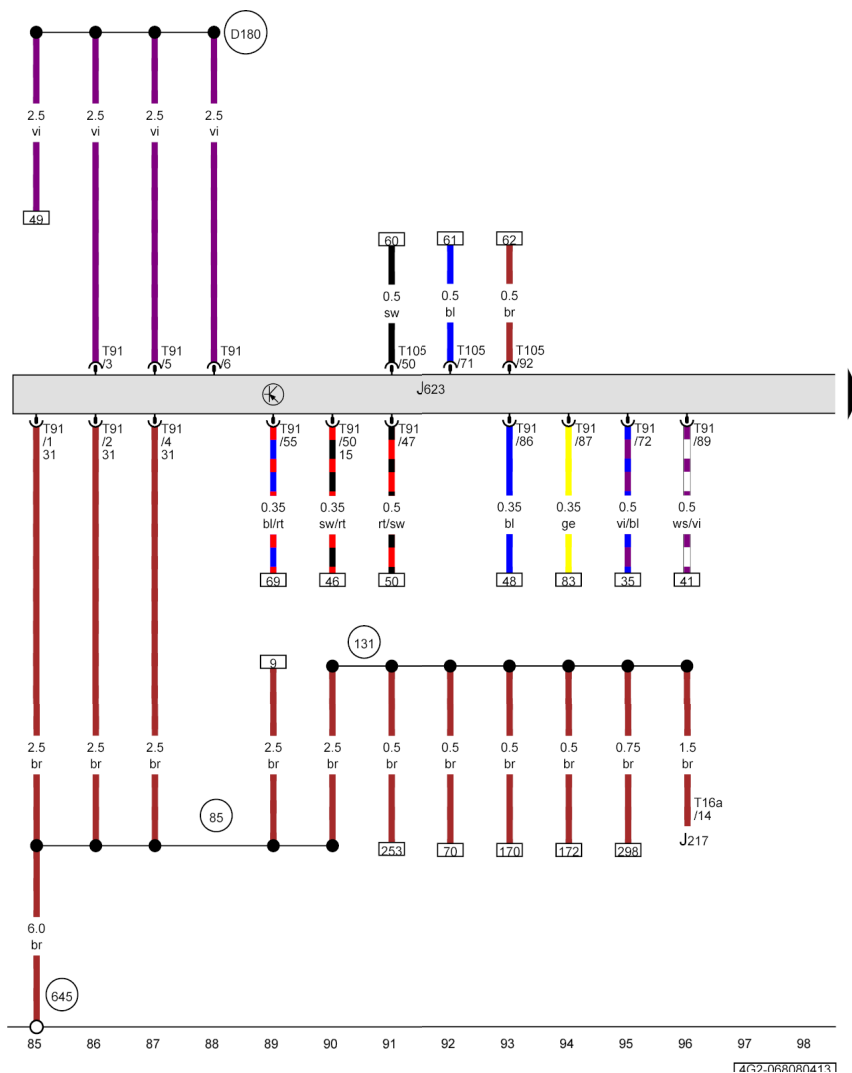 D180
2.5 2.5 2.5 2.5
vi vi vi vi
49
60 61 62
0.5 0.5 0.5
sw bl br
T91 T91 T91 T105 T105 T105
/3 /5 /6 /50 /71 /92
J623
T91 T91 T91 T91 T91 T91 T91 T91 T91 T91
/1 /2 /4 /55 /50 /47 /86 /87 /72 /89
31 31 31 15
0.35 0.35 0.5 0.35 0.35 0.5 0.5
bl/rt sw/rt rt/sw bl ge vi/bl ws/vi
69 46 50 48 83 35 41
131
9
2.5 2.5 2.5 2.5 2.5 0.5 0.5 0.5 0.5 0.75 1.5
br br br br br br br br br br br
T16a
/14
85
253 70 170 172 298 J217
6.0
br
645
85 86 87 88 89 90 91 92 93 94 95 96 97 98
4G2-068080413